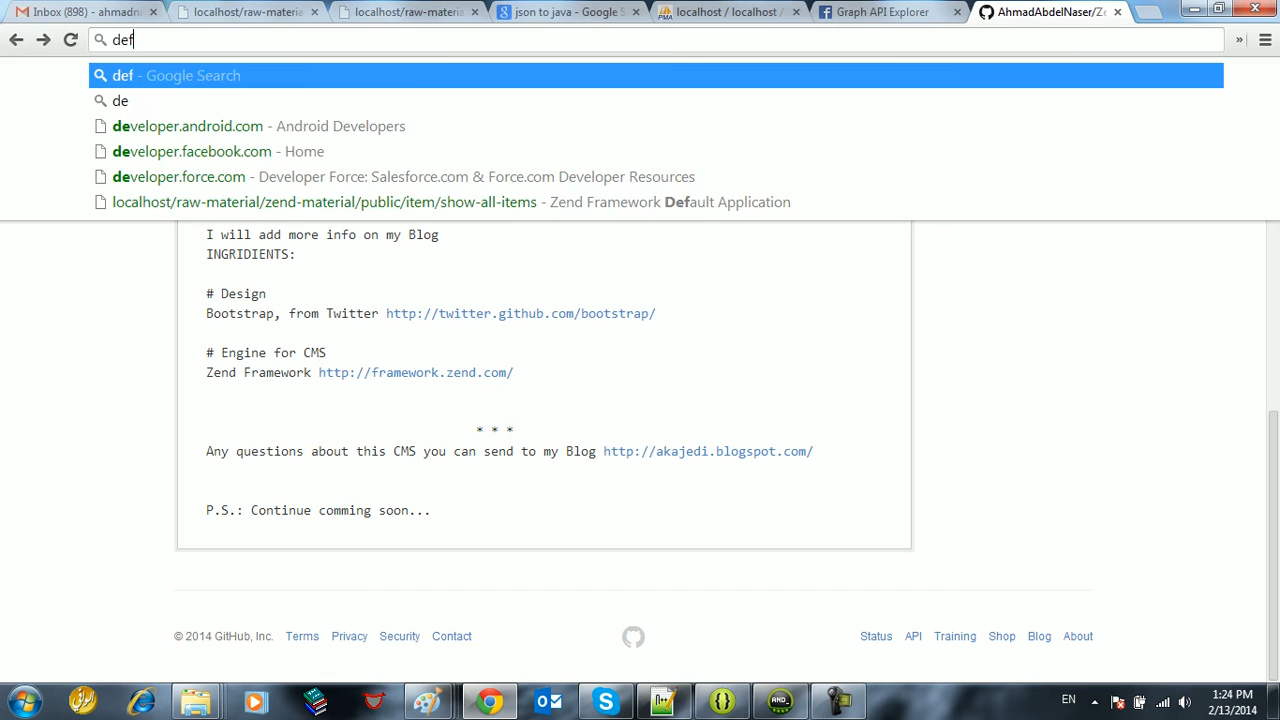 Inbox (898) - ahmadna
localhost/raw-materia
localhost/raw-materia
json to java - Google S
localhost / localhost /
Graph API Explorer
AhmadAbdelNaser/Ze
def
def - Google Search
de
developer.android.com - Android Developers
developer.facebook.com - Home
developer.force.com - Developer Force: Salesforce.com & Force.com Developer Resources
localhost/raw-material/zend-material/public/item/show-all-items - Zend Framework Default Application
I will add more info on my Blog
INGRIDIENTS:
# Design
Bootstrap, from Twitter http://twitter.github.com/bootstrap/
# Engine for CMS
Zend Framework http://framework.zend.com/
* * *
Any questions about this CMS you can send to my Blog http://akajedi.blogspot.com/
P.S.: Continue comming soon...
© 2014 GitHub, Inc. Terms Privacy Security Contact
Status API Training Shop Blog About
EN
1:24 PM
2/13/2014